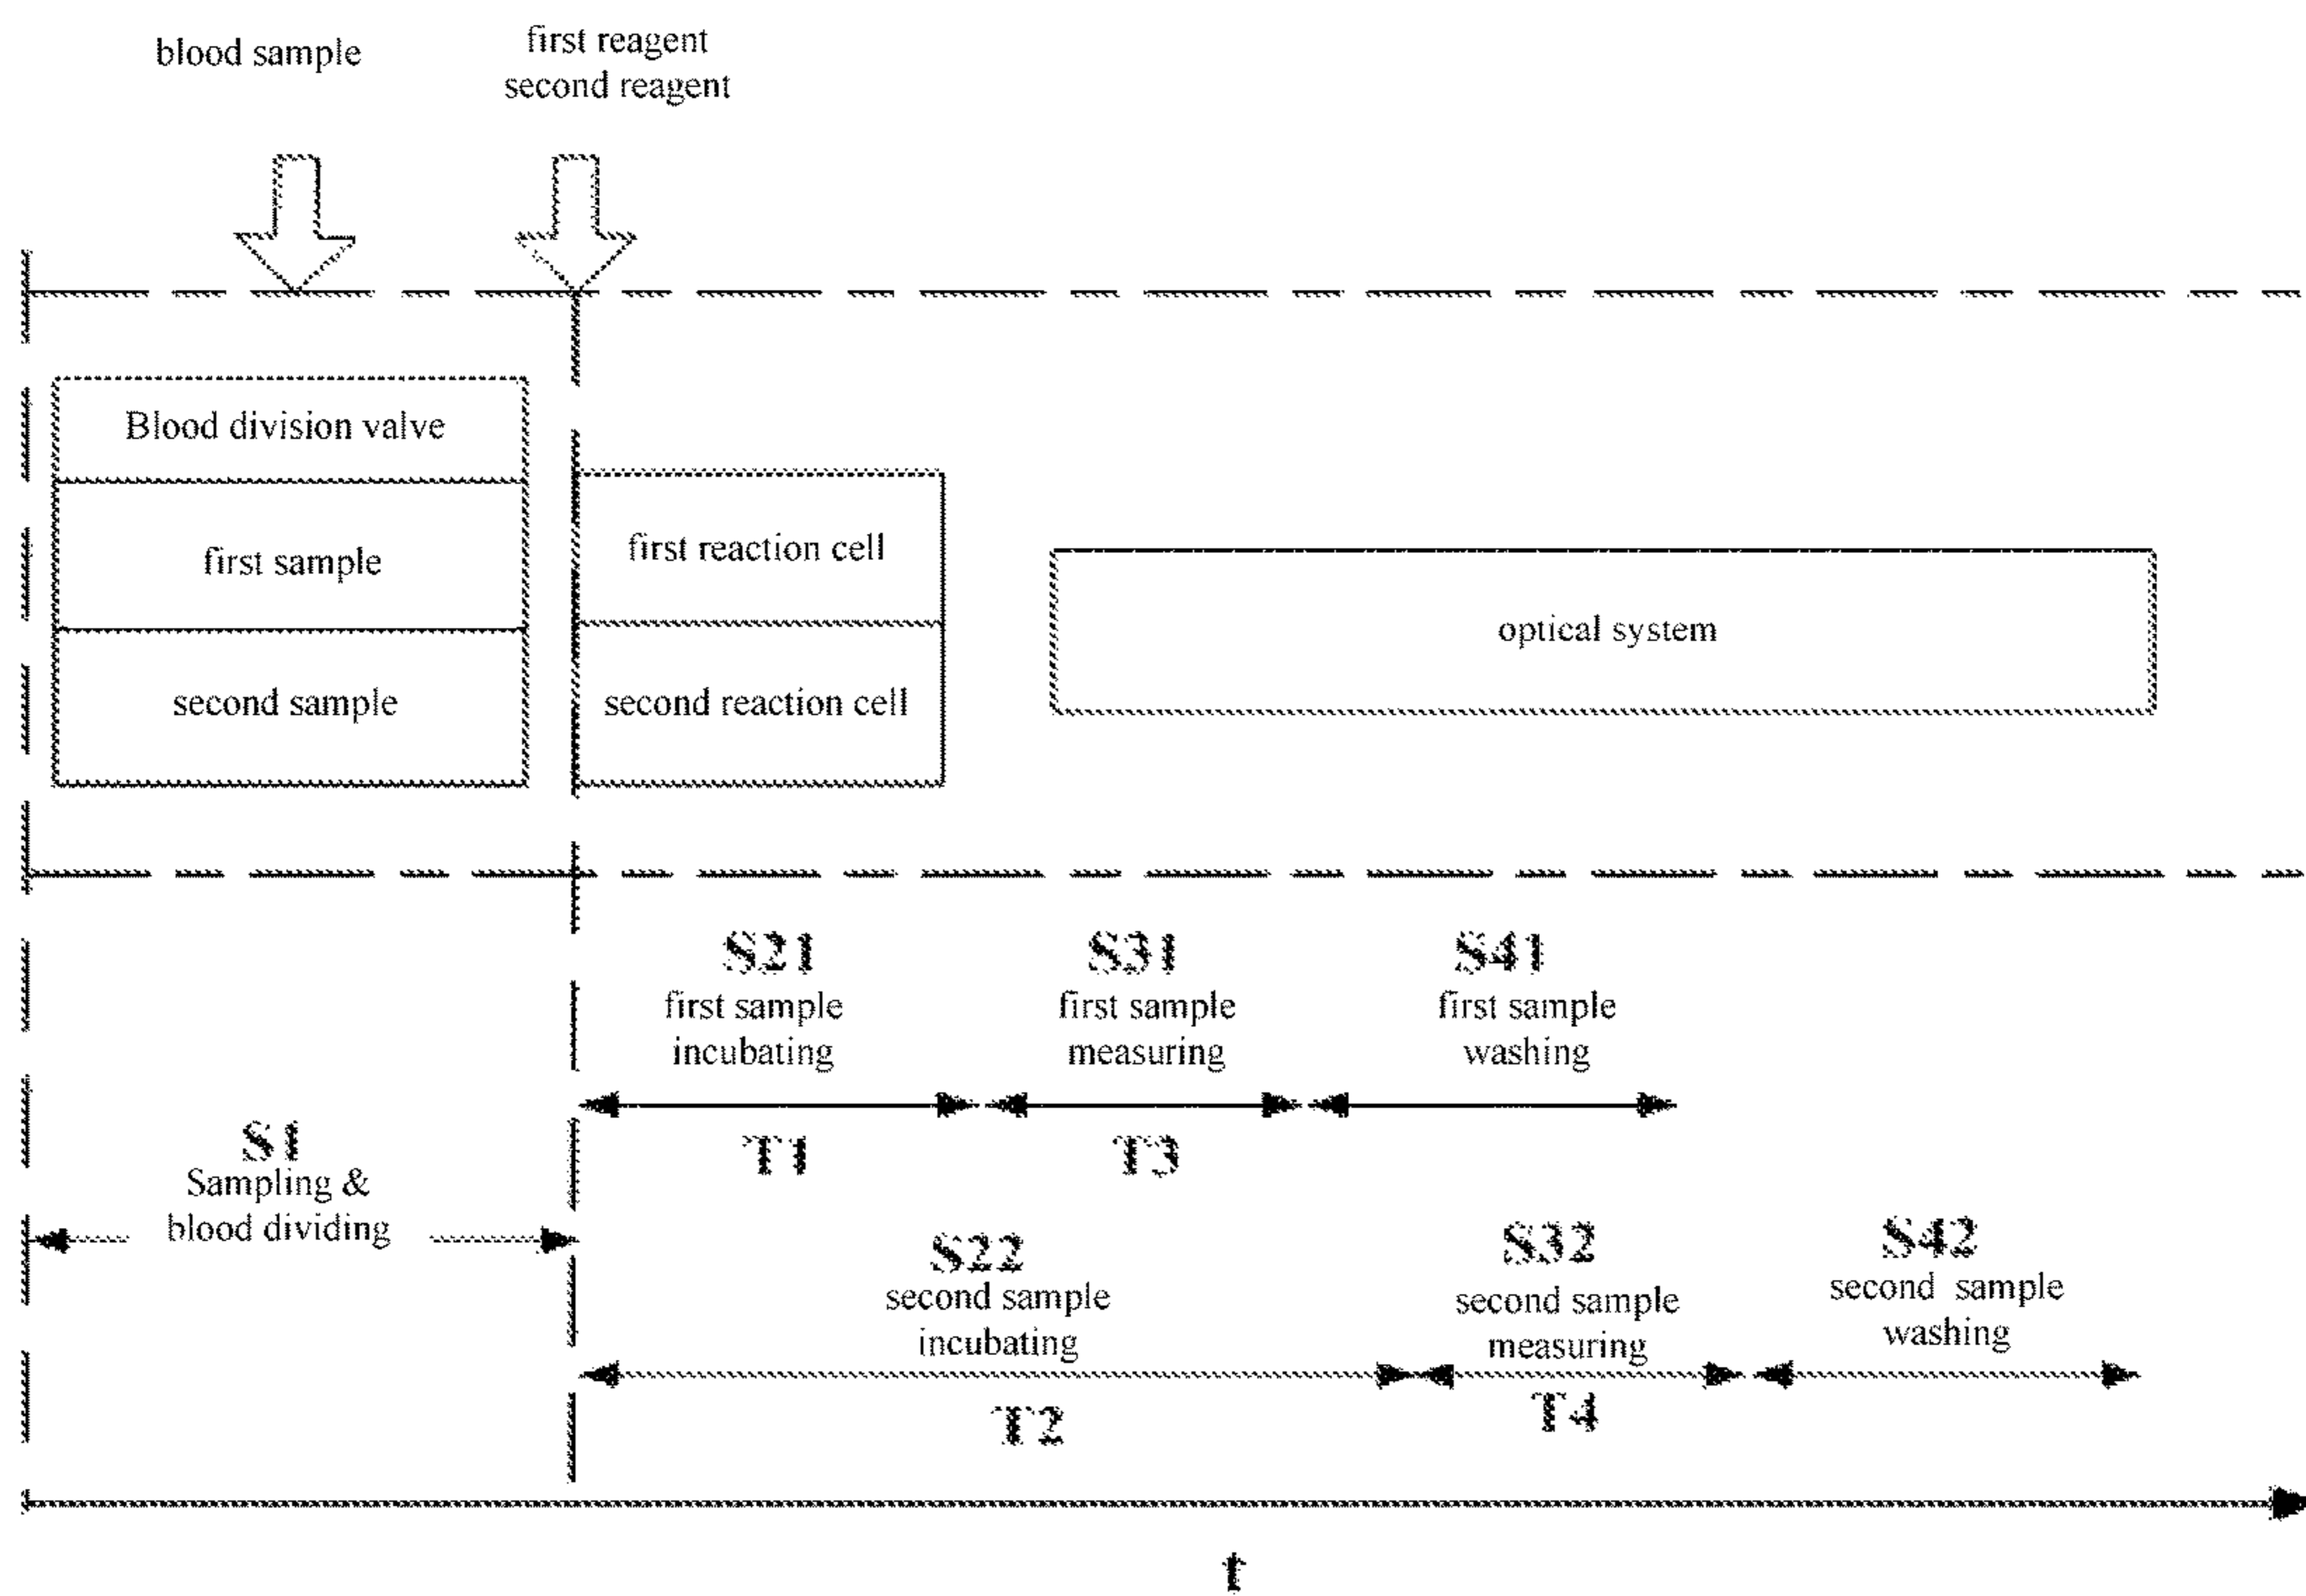 blood sample
first reagent
second reagent
Blood division valve
first sample
second sample
first reaction cell
second reaction cell
optical system
S21
first sample
incubating
T1
S31
first sample
measuring
T3
S41
first sample
washing
S1
Sampling &
blood dividing
S22
second sample
incubating
T2
S32
second sample
measuring
T4
S42
second sample
washing
t